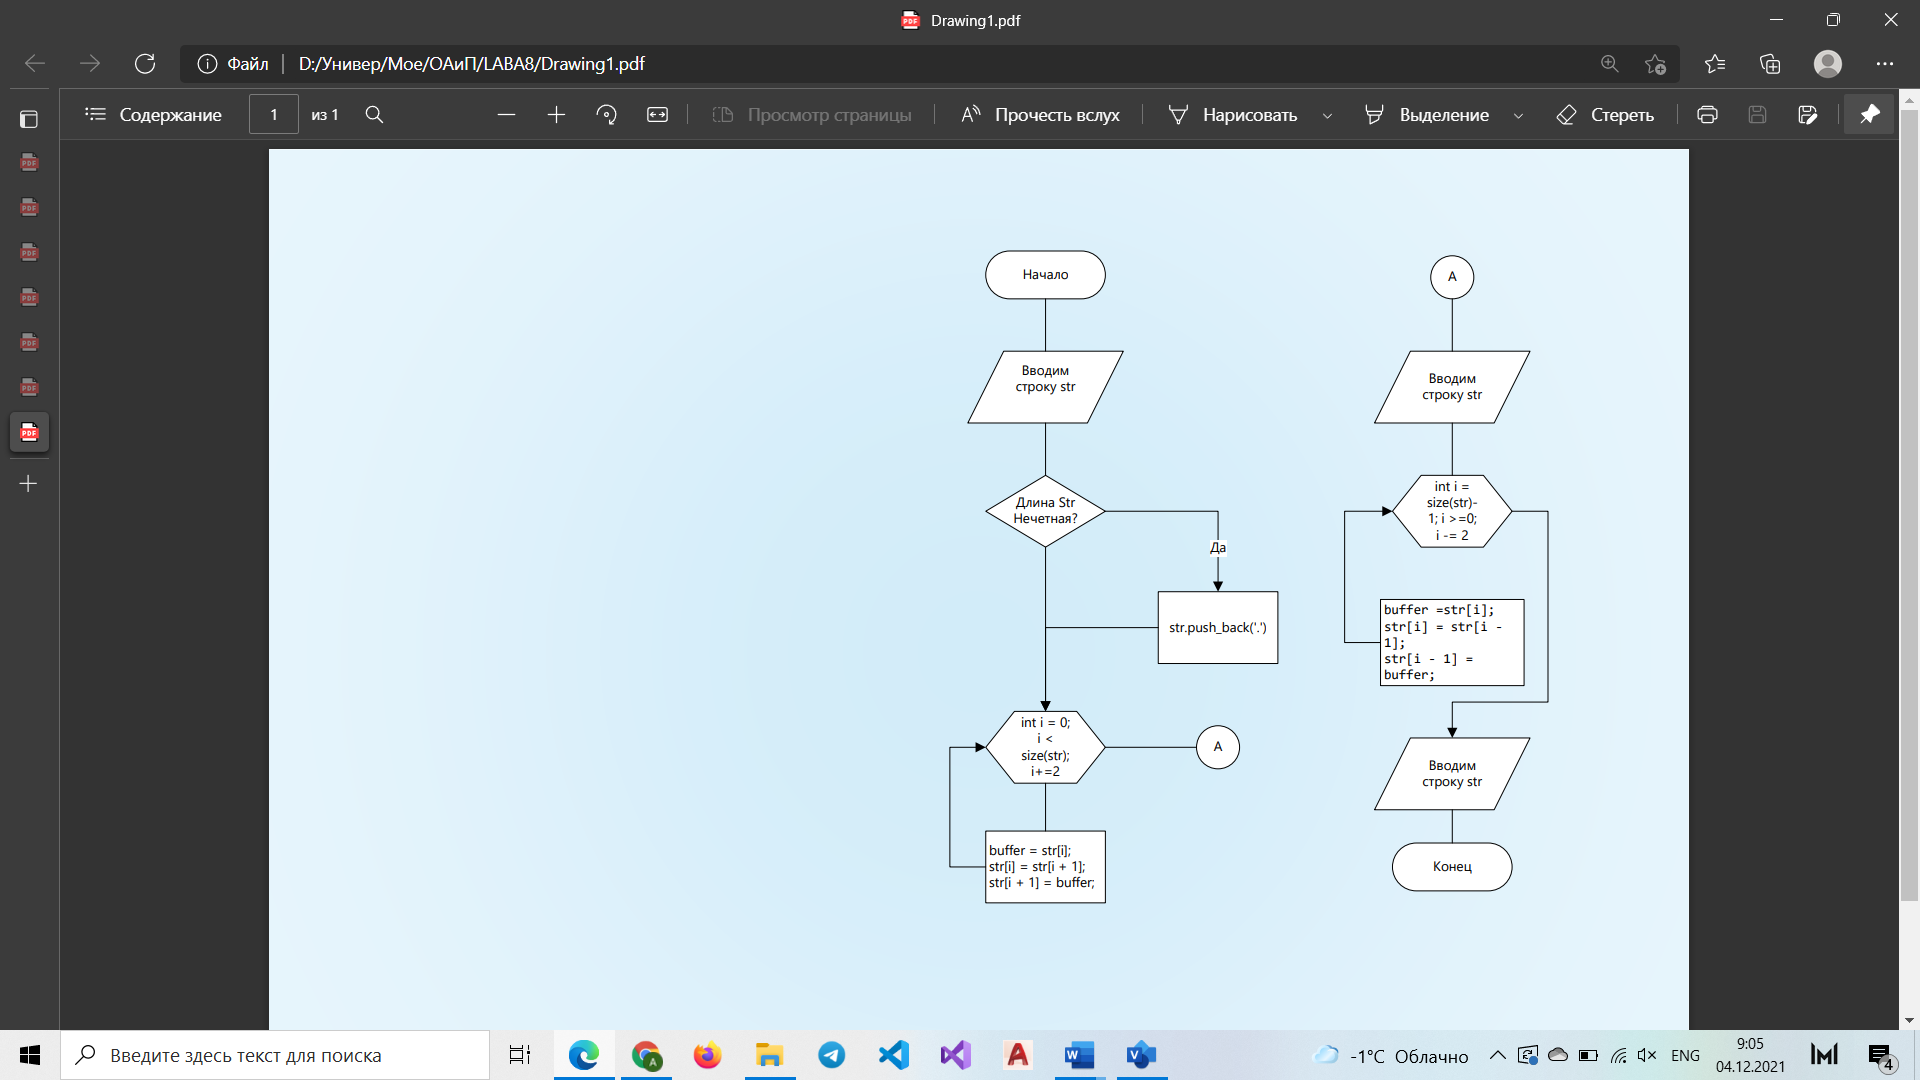 Drawing1.pdf
Файл
D:/Универ/Мое/ОАиП/LABA8/Drawing1.pdf
Содержание
1
из 1
Просмотр страницы
Прочесть вслух
Нарисовать
Выделение
Стереть
Начало
Вводим
строку str
Длина Str
Нечетная?
Да
str.push_back('.')
int i = 0;
i <
size(str);
i+=2
A
buffer = str[i];
str[i] = str[i + 1];
str[i + 1] = buffer;
A
Вводим
строку str
int i =
size(str)-
1; i >=0;
i -= 2
buffer =str[i];
str[i] = str[i -
1];
str[i - 1] =
buffer;
Вводим
строку str
Конец
Введите здесь текст для поиска
-1°C Облачно
ENG
9:05
04.12.2021
4